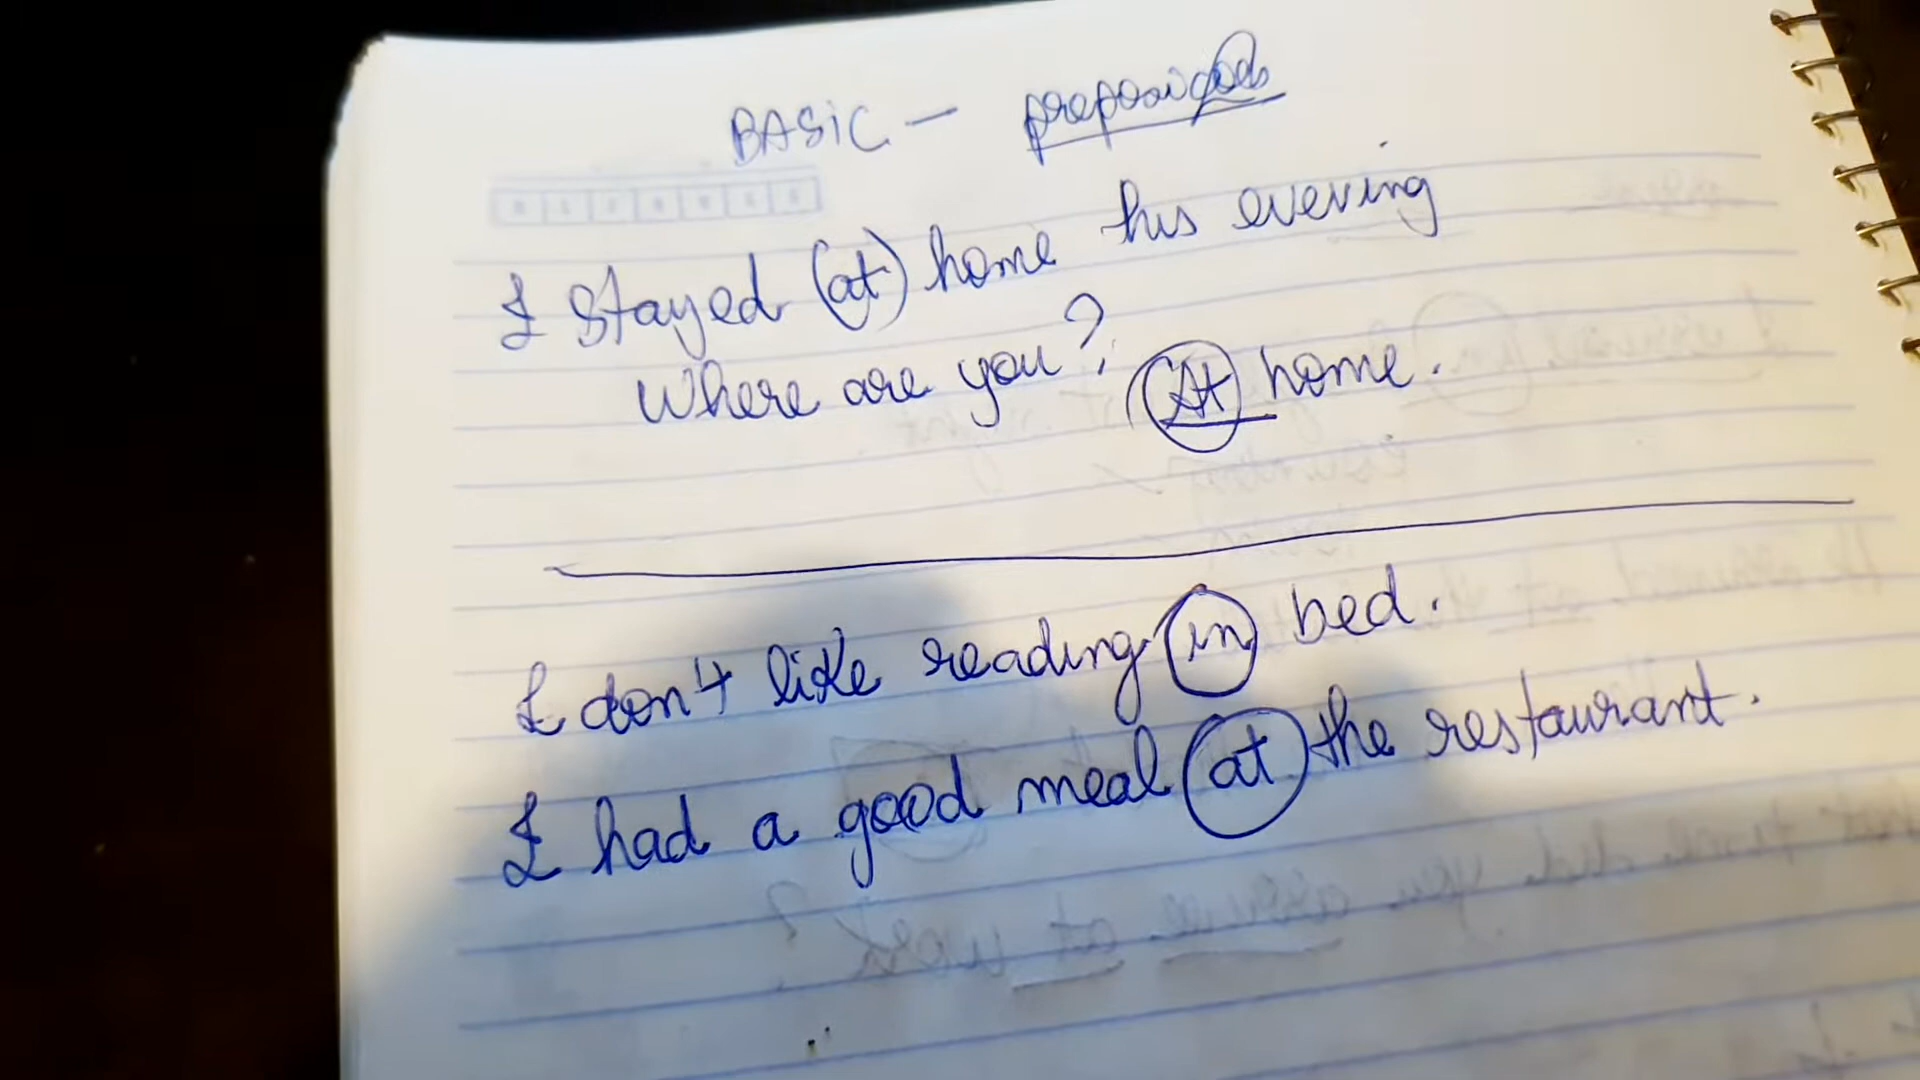 BASIC - preposições
I stayed (at) home this evening
Where are you? (At home.
I don't like reading in bed.
I had a good meal at the restaurant.